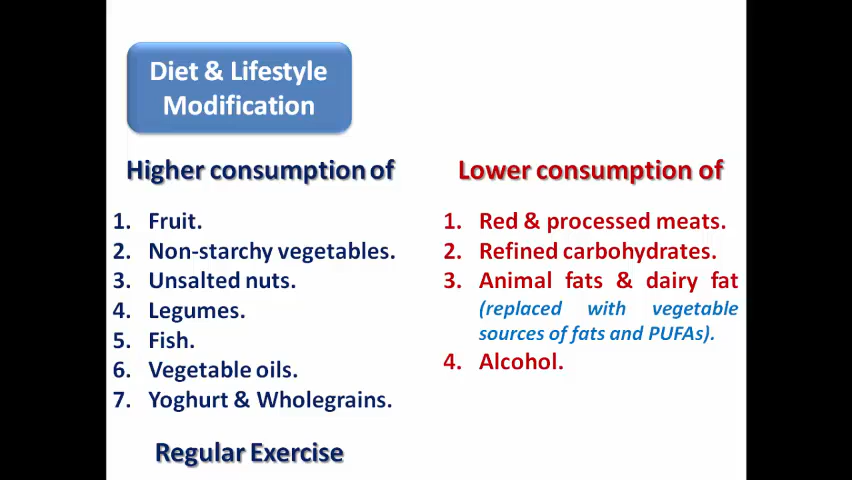 Diet & Lifestyle
Modification
Higher consumption of
1. Fruit.
2. Non-starchy vegetables.
3. Unsalted nuts.
4. Legumes.
5. Fish.
6. Vegetable oils.
7. Yoghurt & Wholegrains.
Regular Exercise
Lower consumption of
1. Red & processed meats.
2. Refined carbohydrates.
3. Animal fats & dairy fat
(replaced with vegetable
sources of fats and PUFAs).
4. Alcohol.